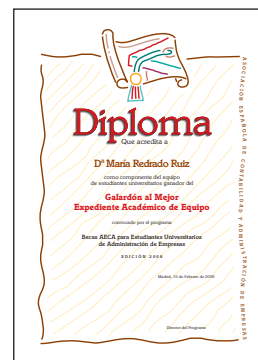 Diploma
Que acredita a
Dª María Redrado Ruiz
como componente del equipo
de estudiantes universitarios ganador del
Galardón al Mejor
Expediente Académico de Equipo
convocado por el programa
Becas AECA para Estudiantes Universitarios
de Administración de Empresas
EDICIÓN 2008
Madrid, 15 de Febrero de 2008
Director del Programa
ASOCIACIÓN ESPAÑOLA DE CONTABILIDAD Y ADMINISTRACIÓN DE EMPRESAS